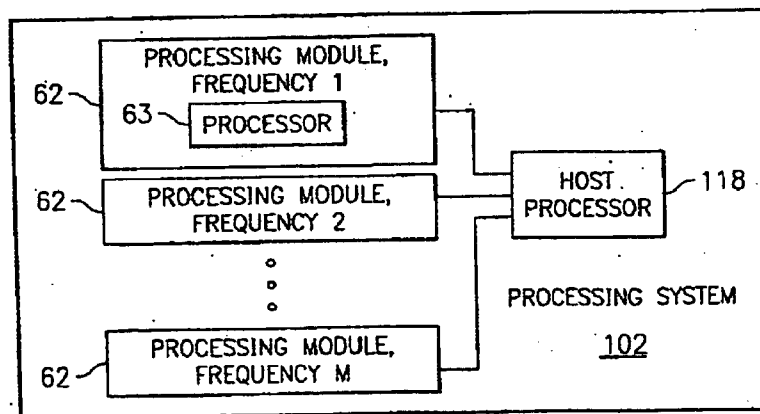 PROCESSING MODULE,
FREQUENCY 1
62
63
PROCESSOR
62
PROCESSING MODULE,
FREQUENCY 2
HOST
PROCESSOR
118
PROCESSING SYSTEM
102
62
PROCESSING MODULE,
FREQUENCY M